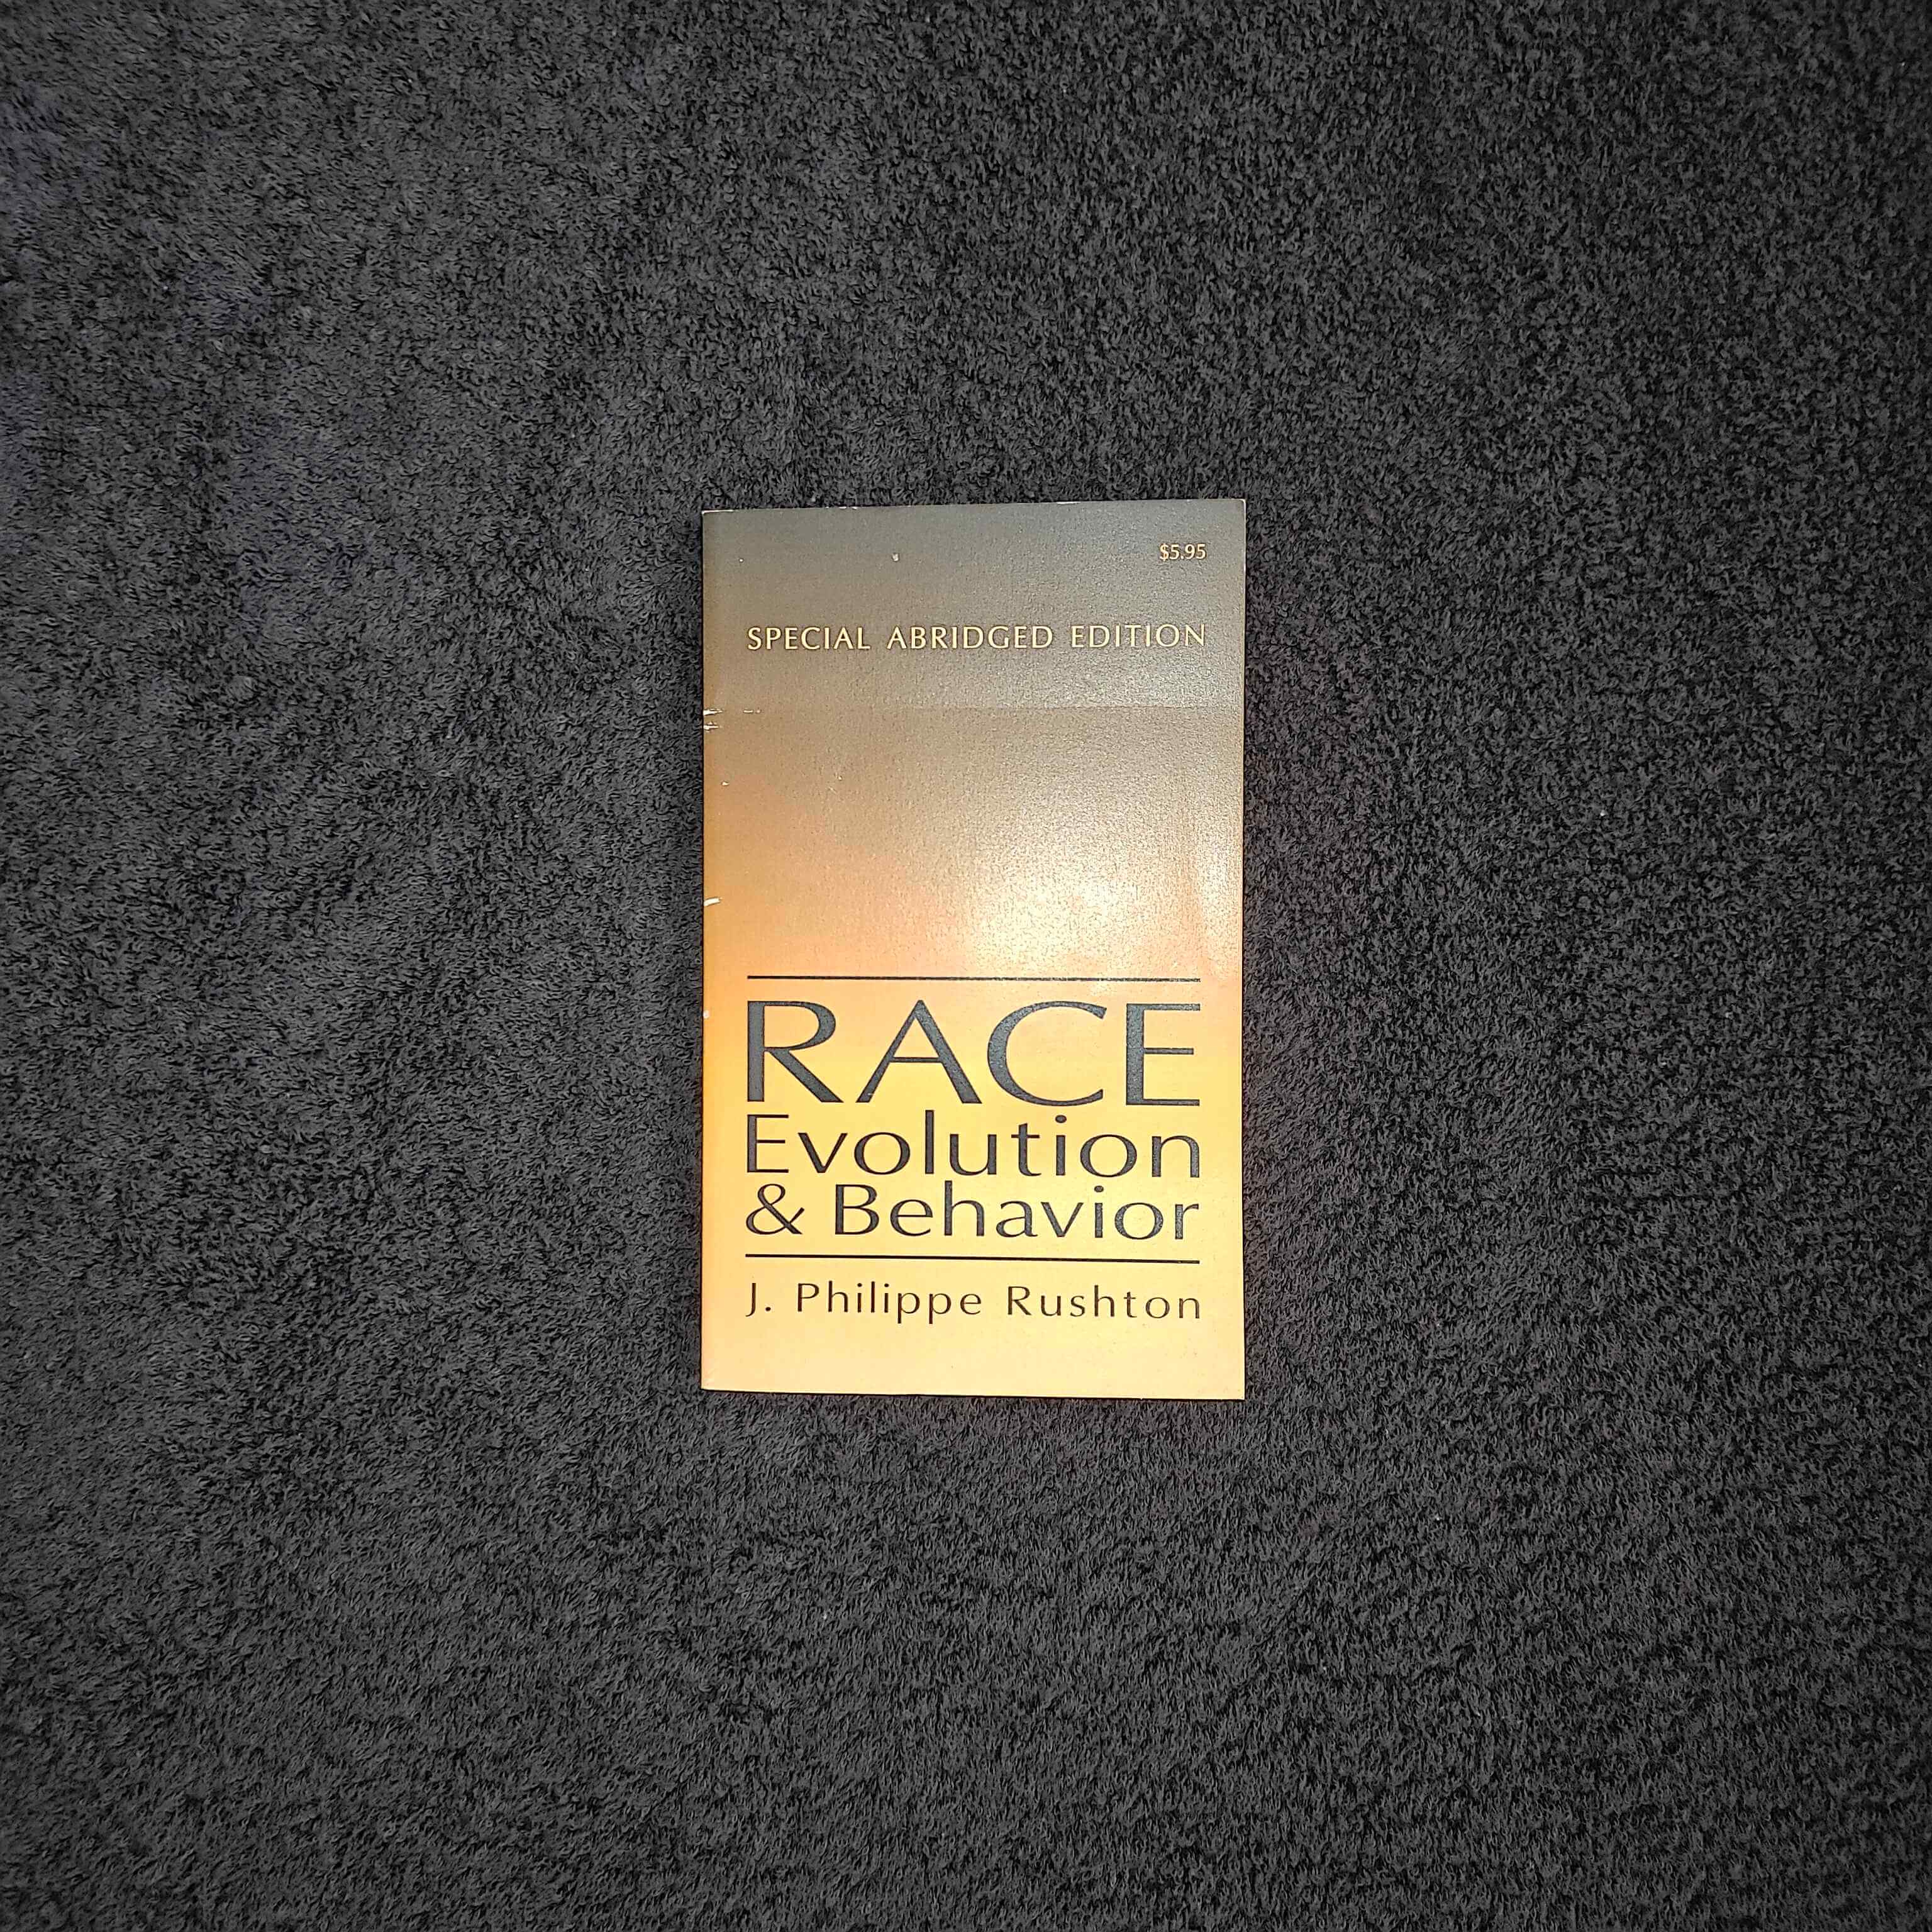 $5.95
SPECIAL ABRIDGED EDITION
RACE
Evolution
& Behavior
J. Philippe Rushton